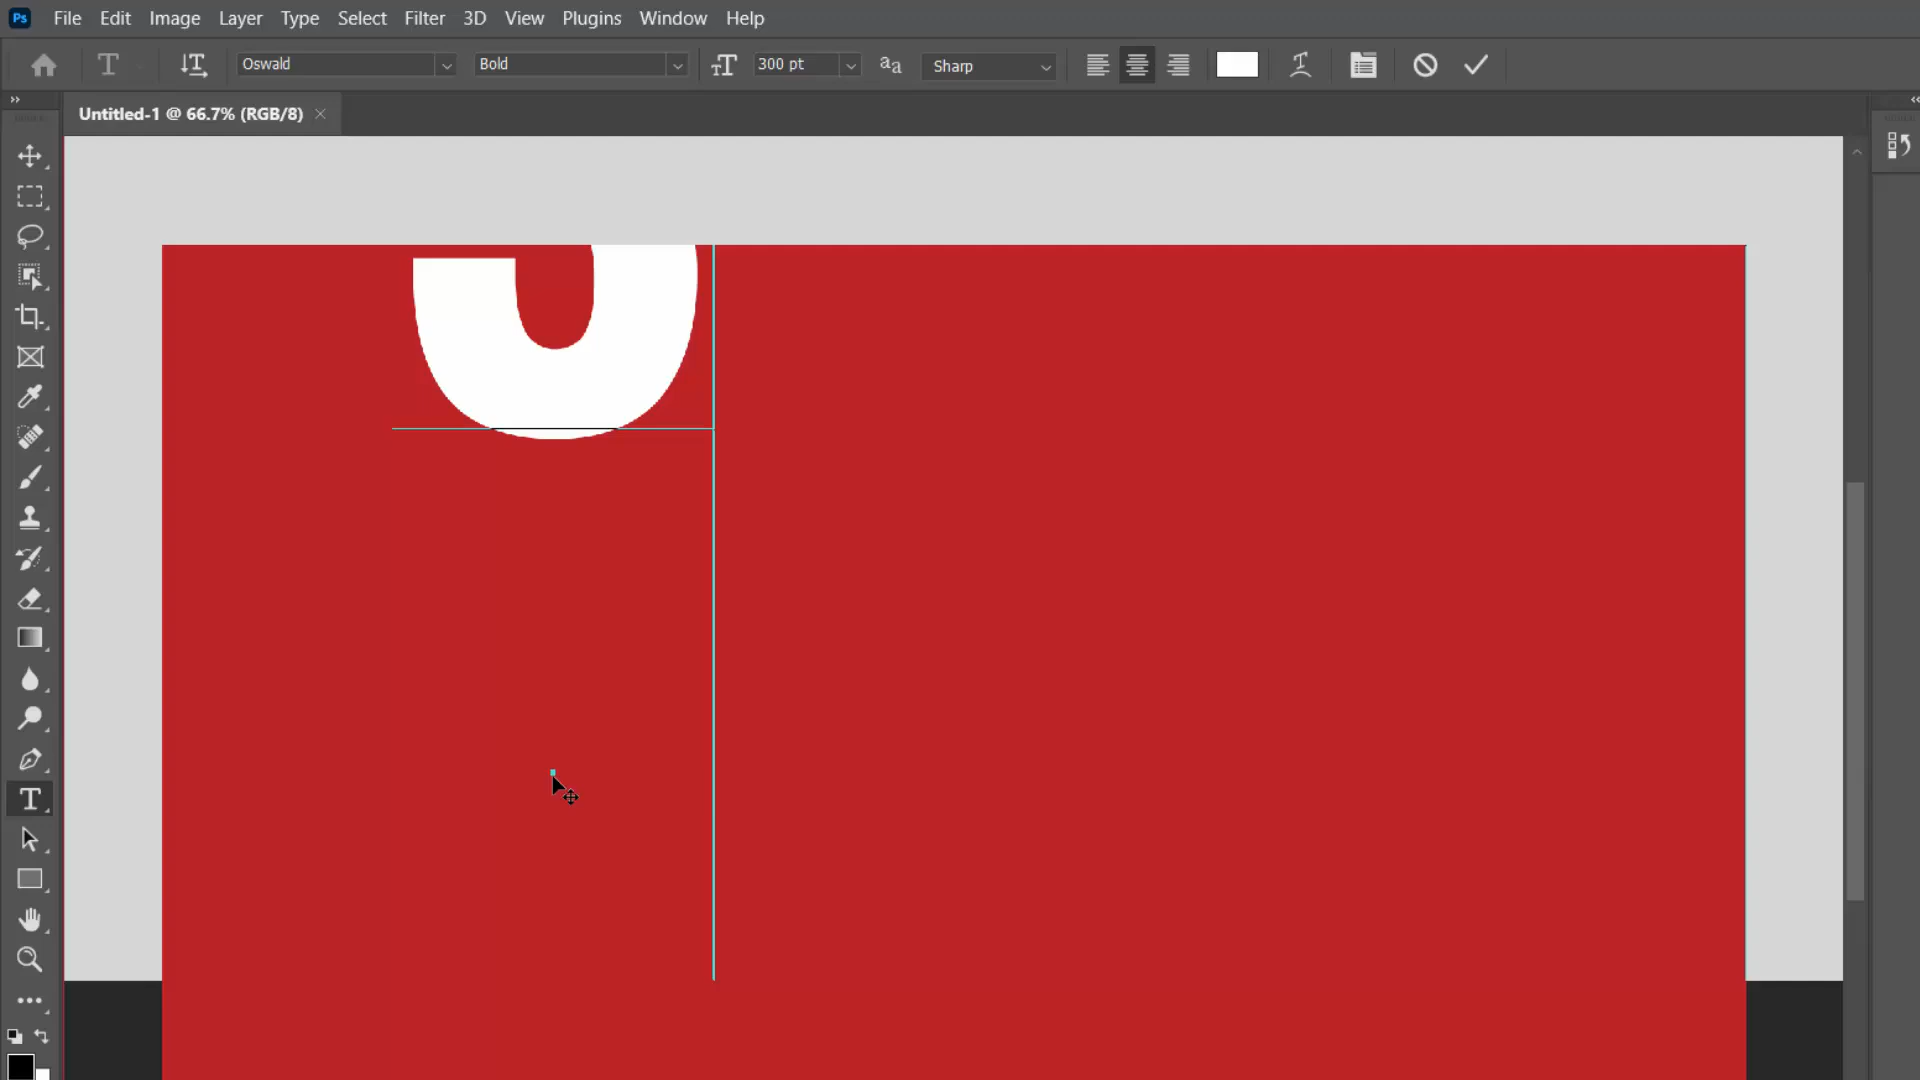 Ps File Edit Image Layer Type Select Filter 3D View Plugins Window Help
T Oswald Bold 300 pt aa Sharp
Untitled-1 @ 66.7% (RGB/8)